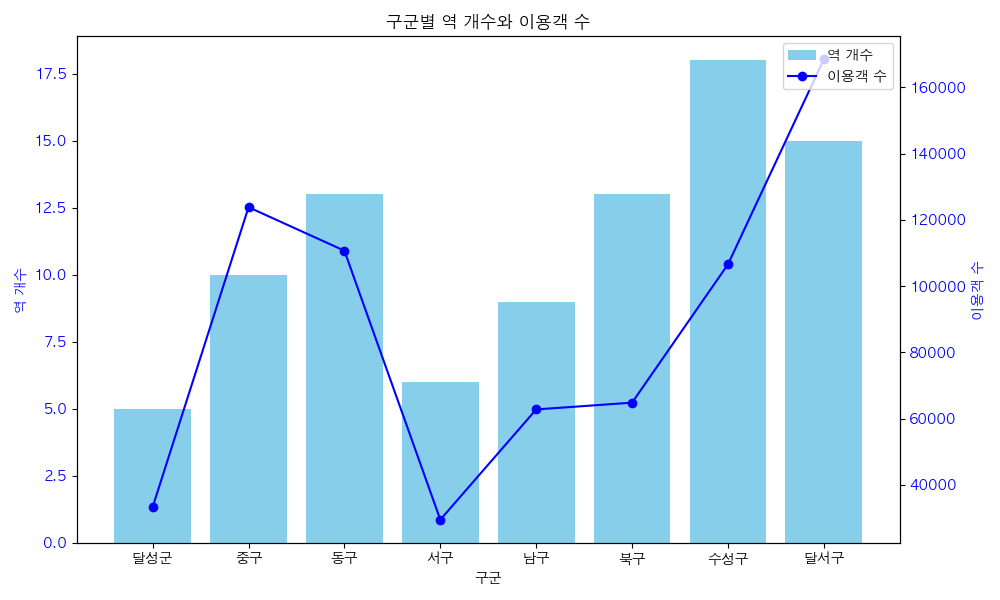 구군별 역 개수와 이용객 수
역 개수
이용객 수
17.5
15.0
12.5
10.0
7.5
5.0
2.5
0.0
역 개수
160000
140000
120000
100000
80000
60000
40000
이용객 수
달성군 중구 동구 서구 남구 북구 수성구 달서구
구군